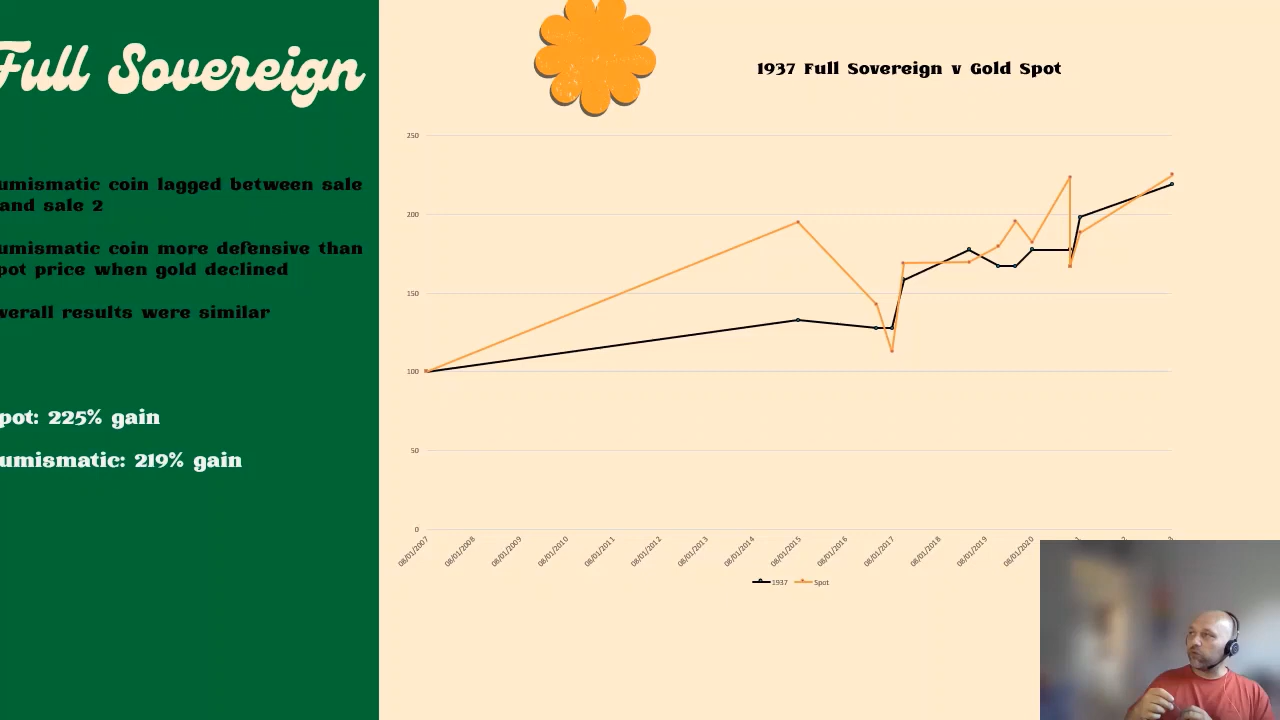 Full Sovereign
umismatic coin lagged between sale
and sale 2
umismatic coin more defensive than
pot price when gold declined
verall results were similar
pot: 225% gain
umismatic: 219% gain
1937 Full Sovereign v Gold Spot
250
200
150
100
50
0
08/01/2007 08/01/2008 08/01/2009 08/01/2010 08/01/2011 08/01/2012 08/01/2013 08/01/2014 08/01/2015 08/01/2016 08/01/2017 08/01/2018 08/01/2019 08/01/2020
1937 Spot